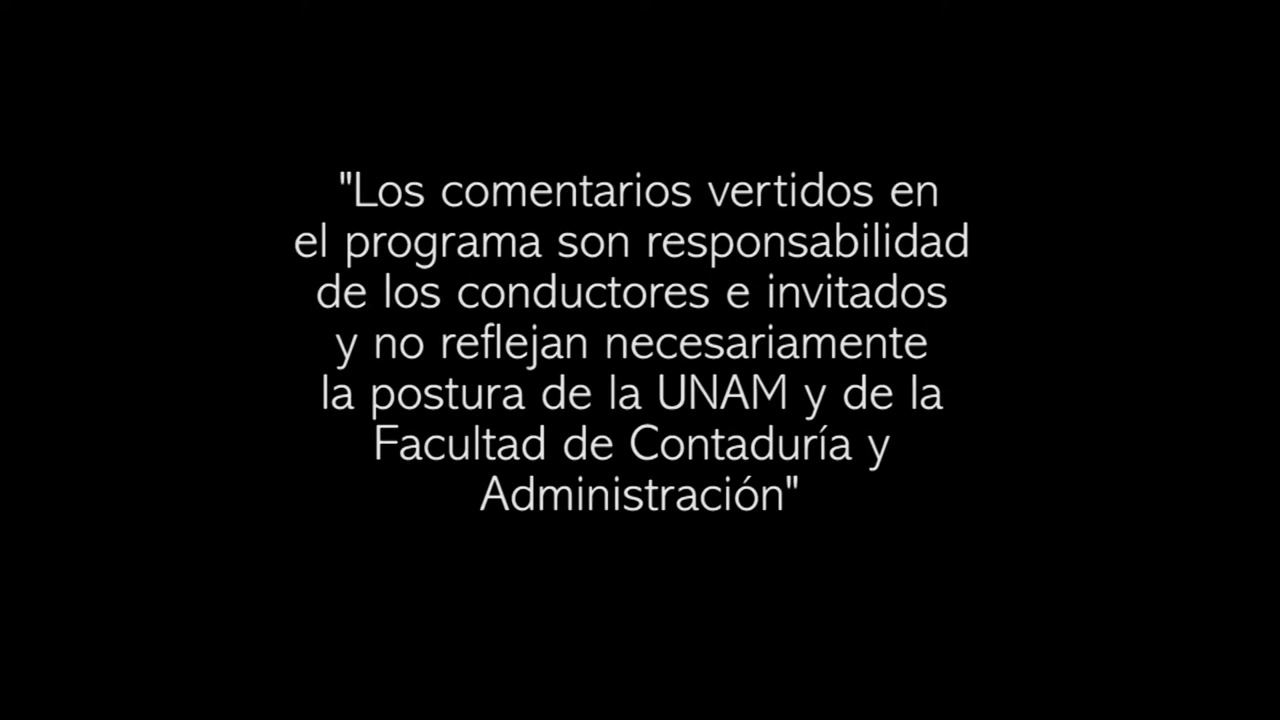 "Los comentarios vertidos en
el programa son responsabilidad
de los conductores e invitados
y no reflejan necesariamente
la postura de la UNAM y de la
Facultad de Contaduría y
Administración"